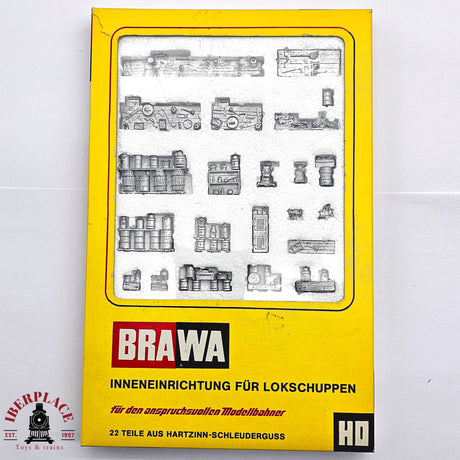 BRAWA
INNENEINRICHTUNG FÜR LOKSCHUPPEN
für den anspruchsvollen Modellbahner
22 TEILE AUS HARTZINN-SCHLEUDERGUSS
HO
IBERPLACE
EST. 1997
Toys & trains